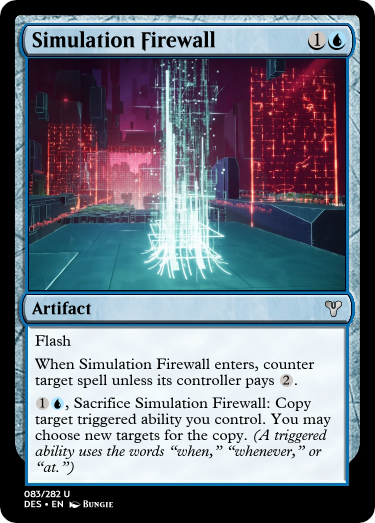 Simulation Firewall 1
Artifact
Flash
When Simulation Firewall enters, counter
target spell unless its controller pays 2.
1, Sacrifice Simulation Firewall: Copy
target triggered ability you control. You may
choose new targets for the copy. (A triggered
ability uses the words “when,” “whenever,” or
“at.”)
083/282 U
DES • EN Bungie